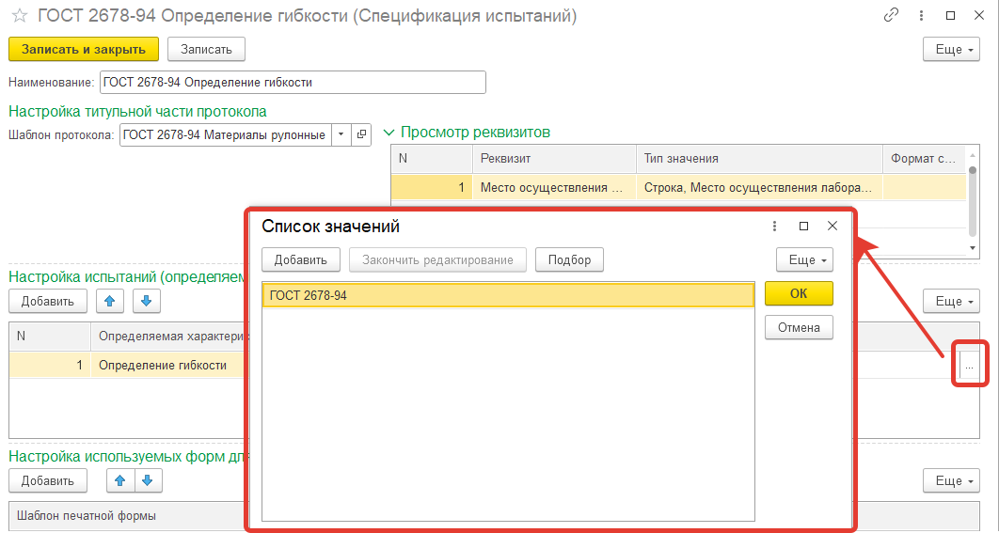 ГОСТ 2678-94 Определение гибкости (Спецификация испытаний)
Записать и закрыть Записать Еще
Наименование: ГОСТ 2678-94 Определение гибкости
Настройка титульной части протокола
Шаблон протокола: ГОСТ 2678-94 Материалы рулонные
Просмотр реквизитов
N Реквизит Тип значения Формат с...
1 Место осуществления ... Строка, Место осуществления лабора...
Список значений
Добавить Закончить редактирование Подбор Еще
ГОСТ 2678-94
ОК
Отмена
Настройка испытаний (определяем
Добавить Еще
N Определяемая характерис
1 Определение гибкости ...
Настройка используемых форм для
Добавить Еще
Шаблон печатной формы